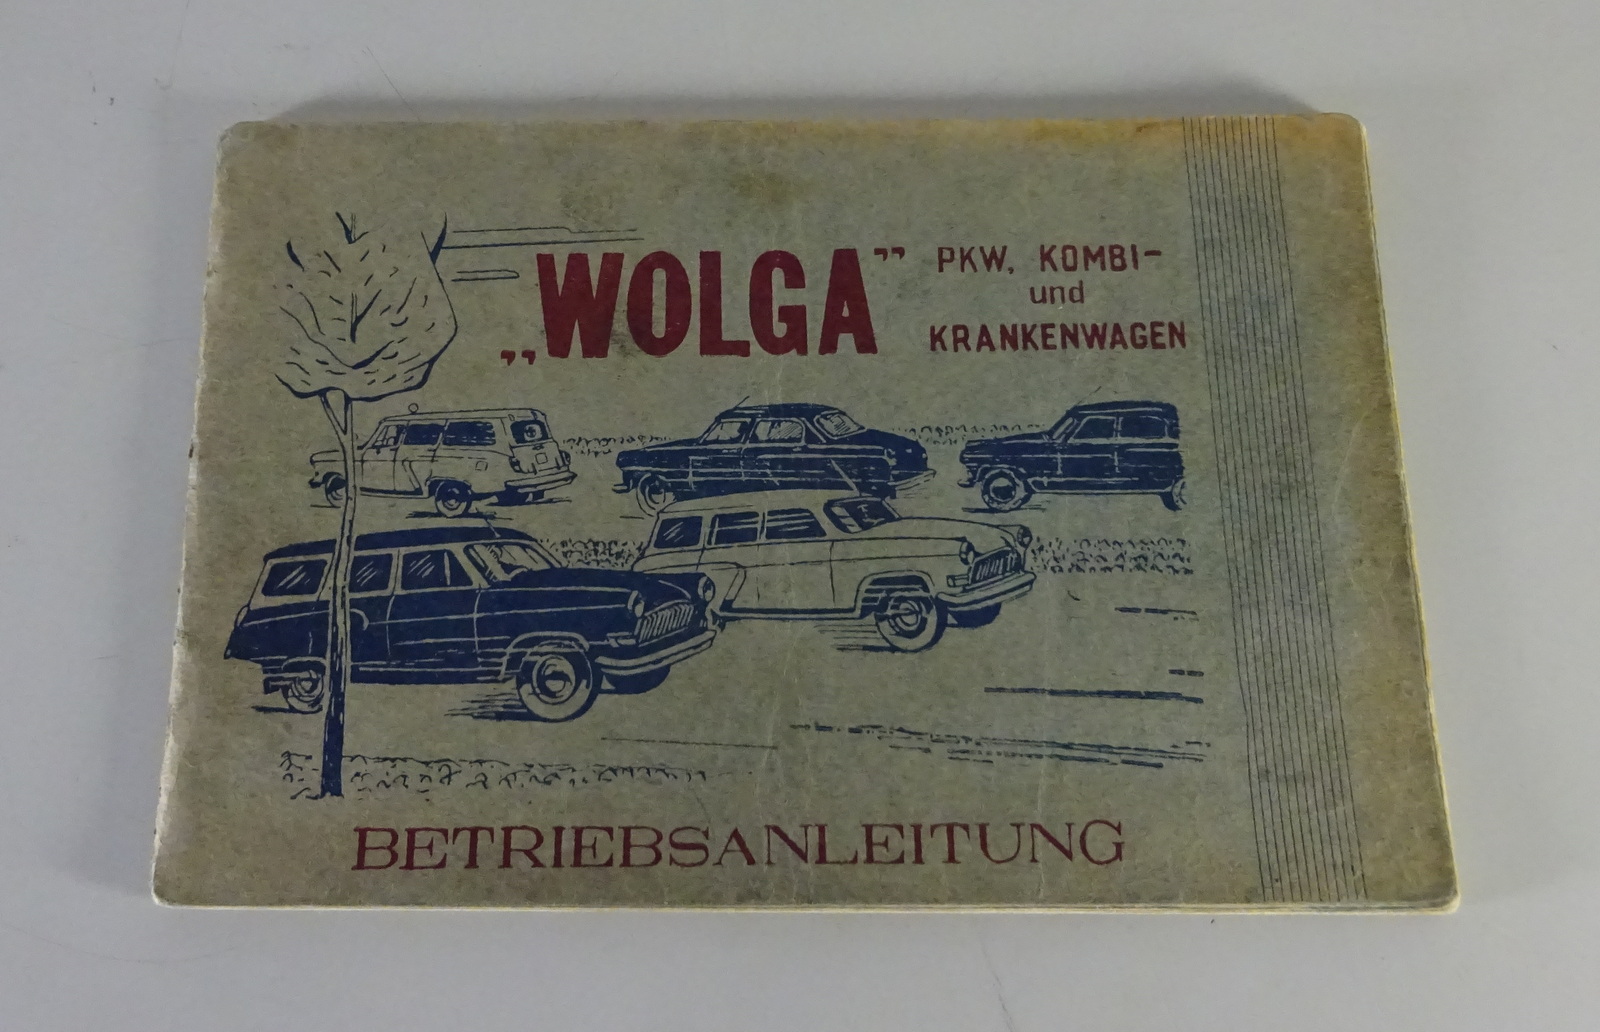 „WOLGA”
PKW, KOMBI-
und
KRANKENWAGEN
BETRIEBSANLEITUNG